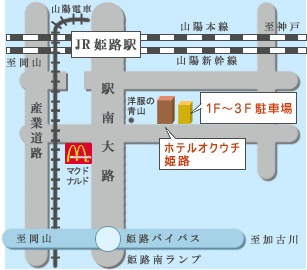 山陽電車
山陽本線
至神戸
JR姫路駅
至岡山
山陽新幹線
産業道路
駅南大路
洋服の
青山
1F～3F駐車場
ホテルオクウチ
姫路
マクド
ナルド
至岡山
姫路バイパス
至加古川
姫路南ランプ